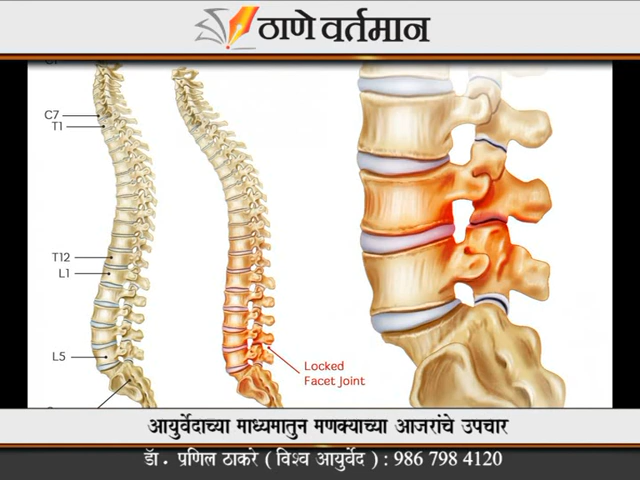 ठाणे वर्तमान
C7
T1
T12
L1
L5
Locked
Facet Joint
आयुर्वेदाच्या माध्यमातुन मणक्याच्या आजरांचे उपचार
डॉ. प्रणिल ठाकरे ( विश्व आयुर्वेद ) : 986 798 4120